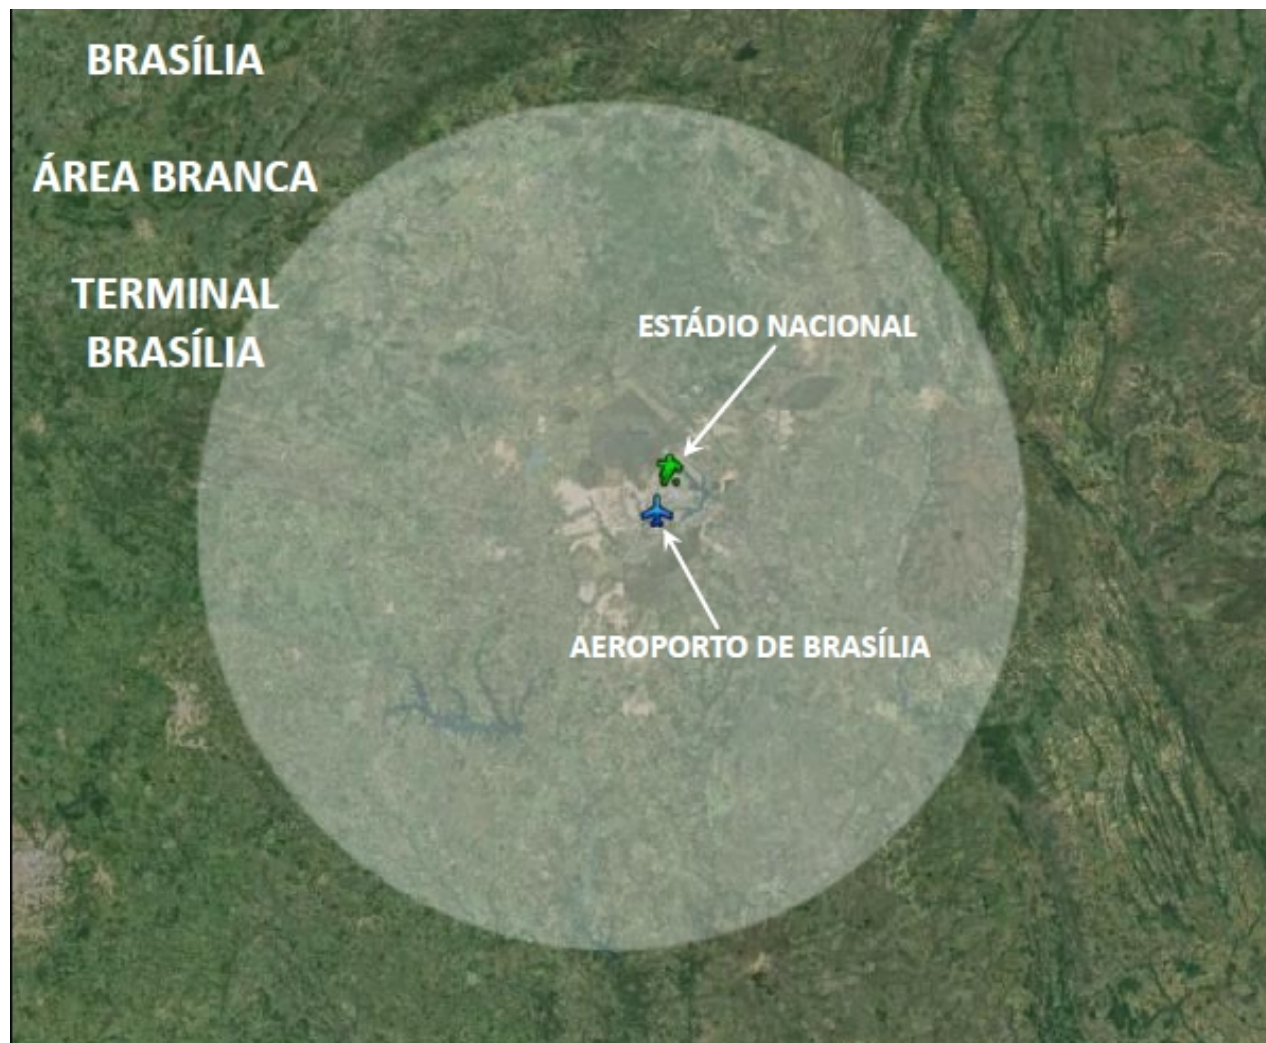 BRASÍLIA
ÁREA BRANCA
TERMINAL
BRASÍLIA
ESTÁDIO NACIONAL
AEROPORTO DE BRASÍLIA